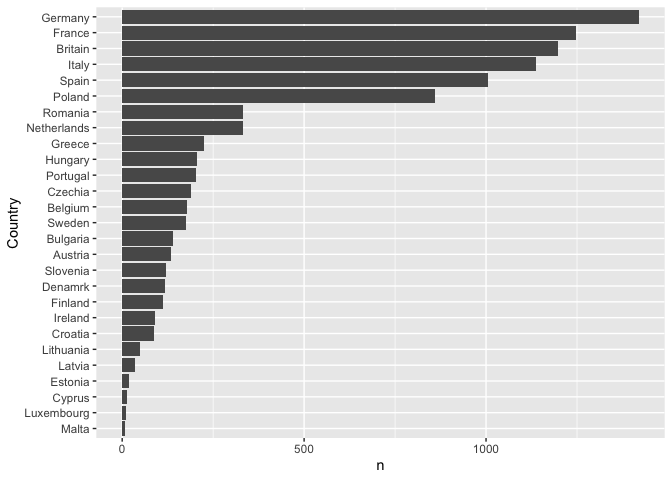 Germany
France
Britain
Italy
Spain
Poland
Romania
Netherlands
Greece
Hungary
Portugal
Czechia
Belgium
Sweden
Bulgaria
Austria
Slovenia
Denamrk
Finland
Ireland
Croatia
Lithuania
Latvia
Estonia
Cyprus
Luxembourg
Malta
Country
0 500 1000
n